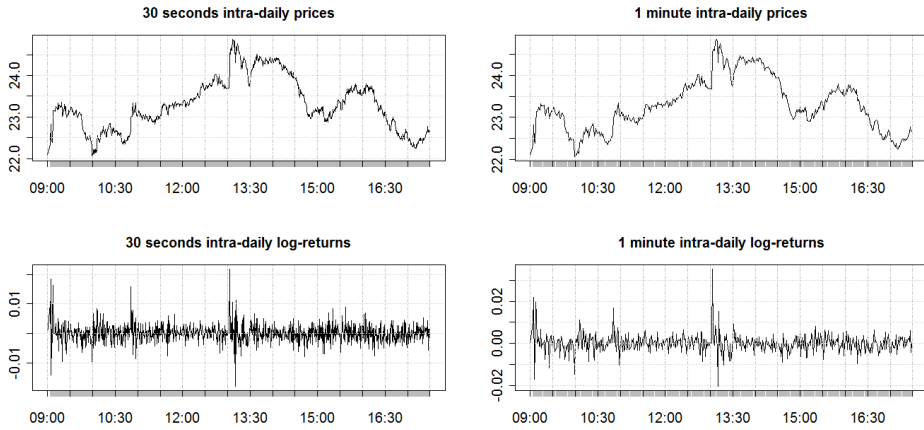 30 seconds intra-daily prices
24.0
23.0
22.0
09:00 10:30 12:00 13:30 15:00 16:30
1 minute intra-daily prices
24.0
23.0
22.0
09:00 10:30 12:00 13:30 15:00 16:30
30 seconds intra-daily log-returns
0.01
-0.01
09:00 10:30 12:00 13:30 15:00 16:30
1 minute intra-daily log-returns
0.02
0.00
-0.02
09:00 10:30 12:00 13:30 15:00 16:30